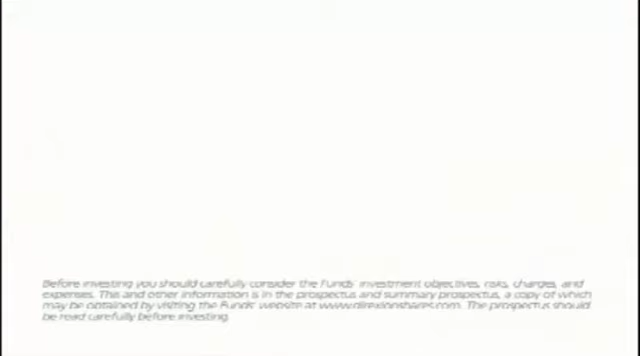 Before investing you should carefully consider the Funds' investment objectives, risks, charges, and
expenses. This and other information is in the prospectus and summary prospectus, a copy of which
may be obtained by visiting the Funds' website at www.direxionshares.com. The prospectus should
be read carefully before investing.